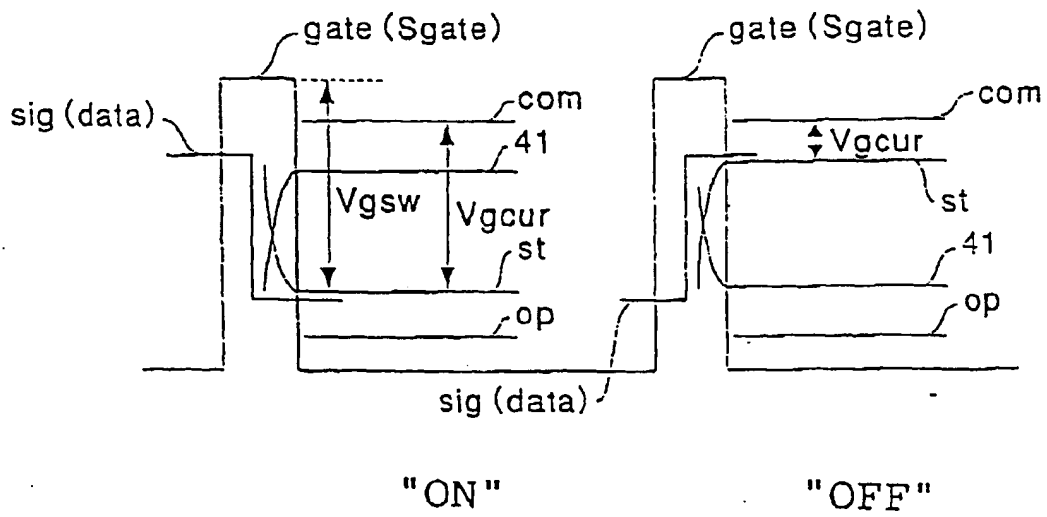 gate (Sgate)
gate (Sgate)
sig (data)
com
com
41
Vgcur
Vgsw
Vgcur
st
st
41
op
op
sig (data)
"ON"
"OFF"